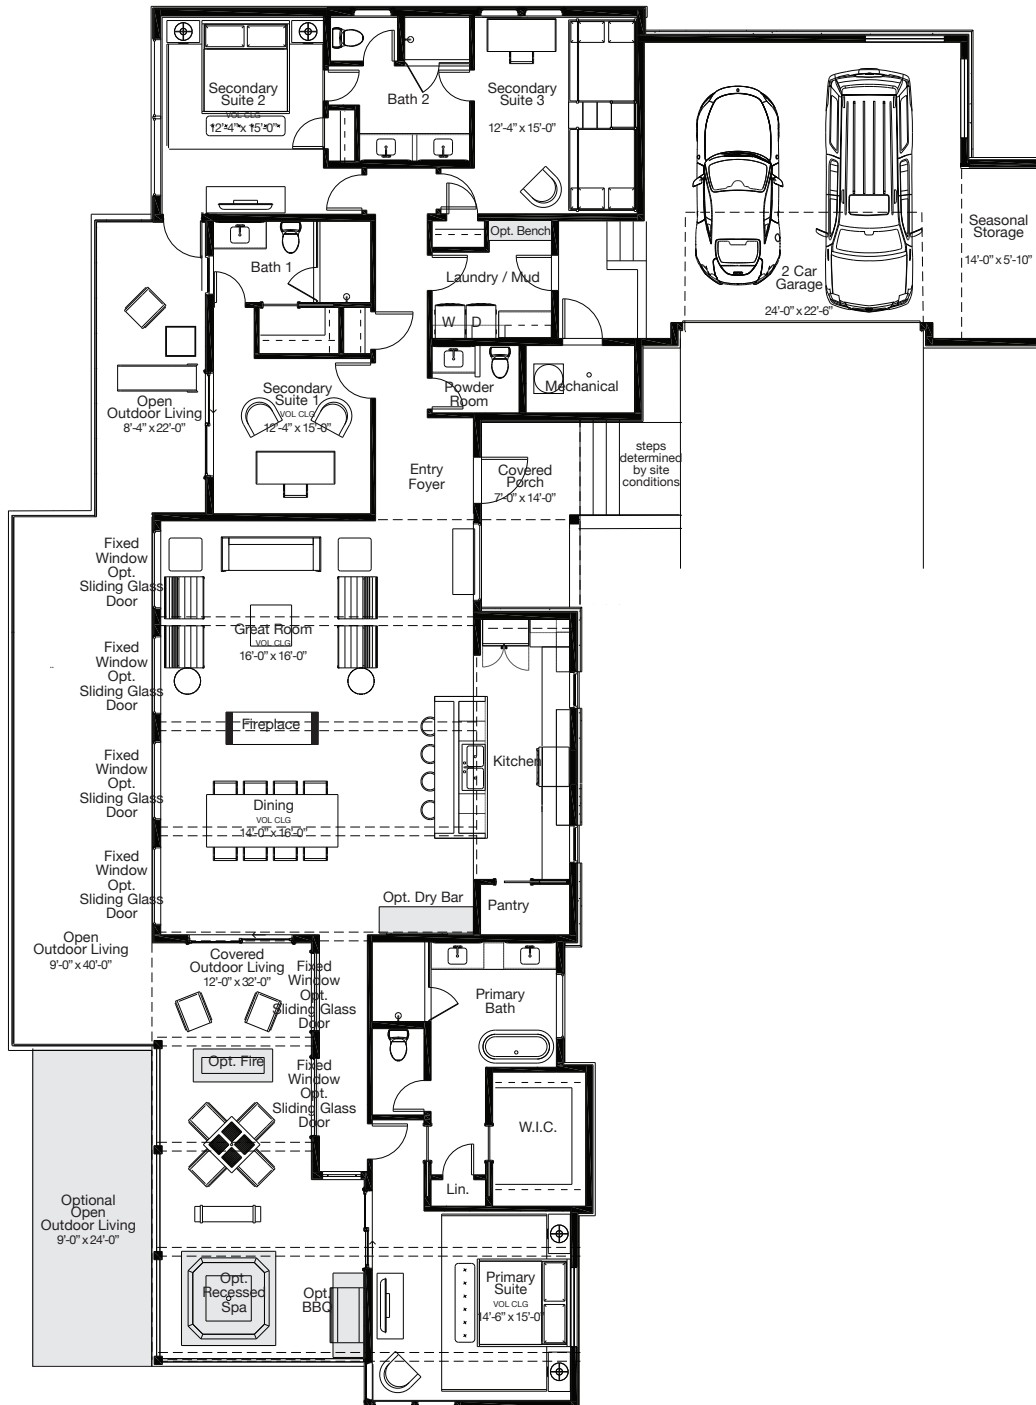 Secondary
Suite 2
VOL CLG
12'-4" x 15'-0"
Bath 2
Secondary
Suite 3
12'-4" x 15'-0"
Seasonal
Storage
14'-0" x 5'-10"
2 Car
Garage
24'-0" x 22'-6"
Opt. Bench
Laundry / Mud
W D
Bath 1
Powder
Room
Mechanical
Open
Outdoor Living
8'-4" x 22'-0"
Secondary
Suite 1
VOL CLG
12'-4" x 15'-0"
Entry
Foyer
Covered
Porch
7'-0" x 14'-0"
steps
determined
by site
conditions
Fixed
Window
Opt.
Sliding Glass
Door
Great Room
VOL CLG
16'-0" x 16'-0"
Fixed
Window
Opt.
Sliding Glass
Door
Fireplace
Kitchen
Fixed
Window
Opt.
Sliding Glass
Door
Dining
VOL CLG
14'-0" x 16'-0"
Fixed
Window
Opt.
Sliding Glass
Door
Opt. Dry Bar
Pantry
Open
Outdoor Living
9'-0" x 40'-0"
Covered
Outdoor Living
12'-0" x 32'-0"
Fixed
Window
Opt.
Sliding Glass
Door
Primary
Bath
Opt. Fire
Fixed
Window
Opt.
Sliding Glass
Door
W.I.C.
Lin.
Optional
Open
Outdoor Living
9'-0" x 24'-0"
Opt.
Recessed
Spa
Opt.
BBQ
Primary
Suite
VOL CLG
14'-6" x 15'-0"